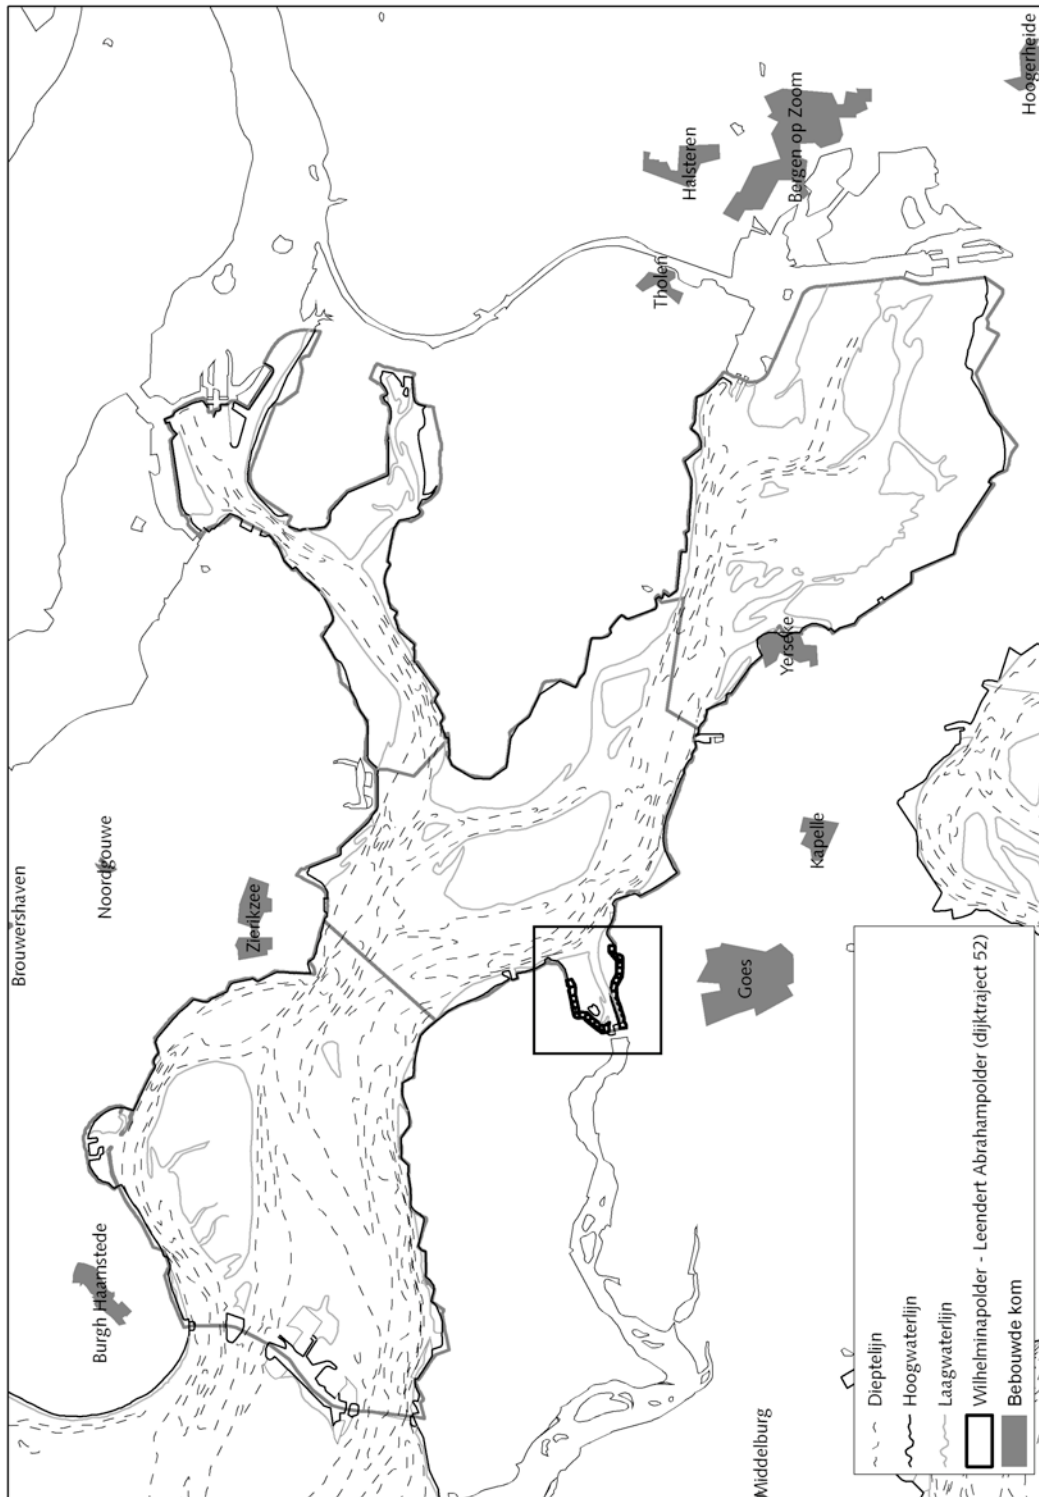 Brouwershaven
Noordgouwe
Zierikzee
Burgh Haamstede
Middelburg
Goes
Kapelle
Yerseke
Tholen
Halsteren
Bergen op Zoom
Hoogerheide
Dieptelijn
Hoogwaterlijn
Laagwaterlijn
Wilhelminapolder - Leendert Abrahampolder (dijktraject 52)
Bebouwde kom